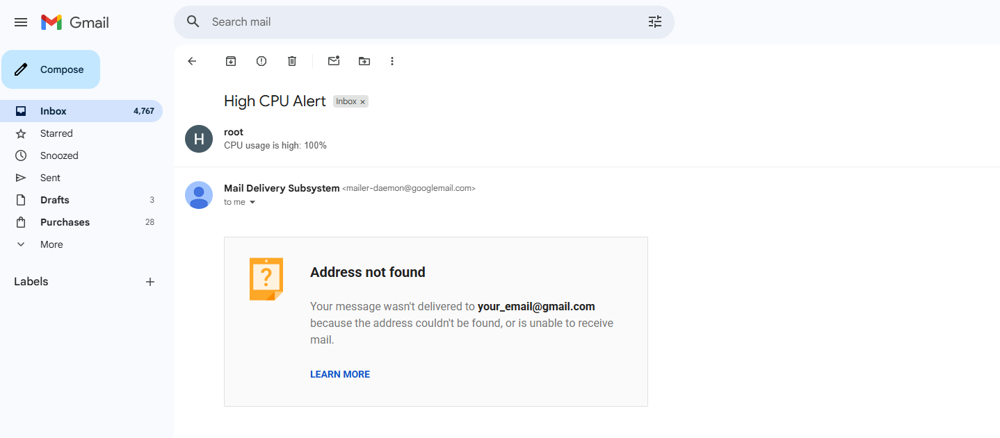 Gmail
Search mail
Compose
Inbox 4,767
Starred
Snoozed
Sent
Drafts 3
Purchases 28
More
Labels
High CPU Alert Inbox ×
H
root
CPU usage is high: 100%
Mail Delivery Subsystem <mailer-daemon@googlemail.com>
to me
?
Address not found
Your message wasn't delivered to your_email@gmail.com
because the address couldn't be found, or is unable to receive
mail.
LEARN MORE